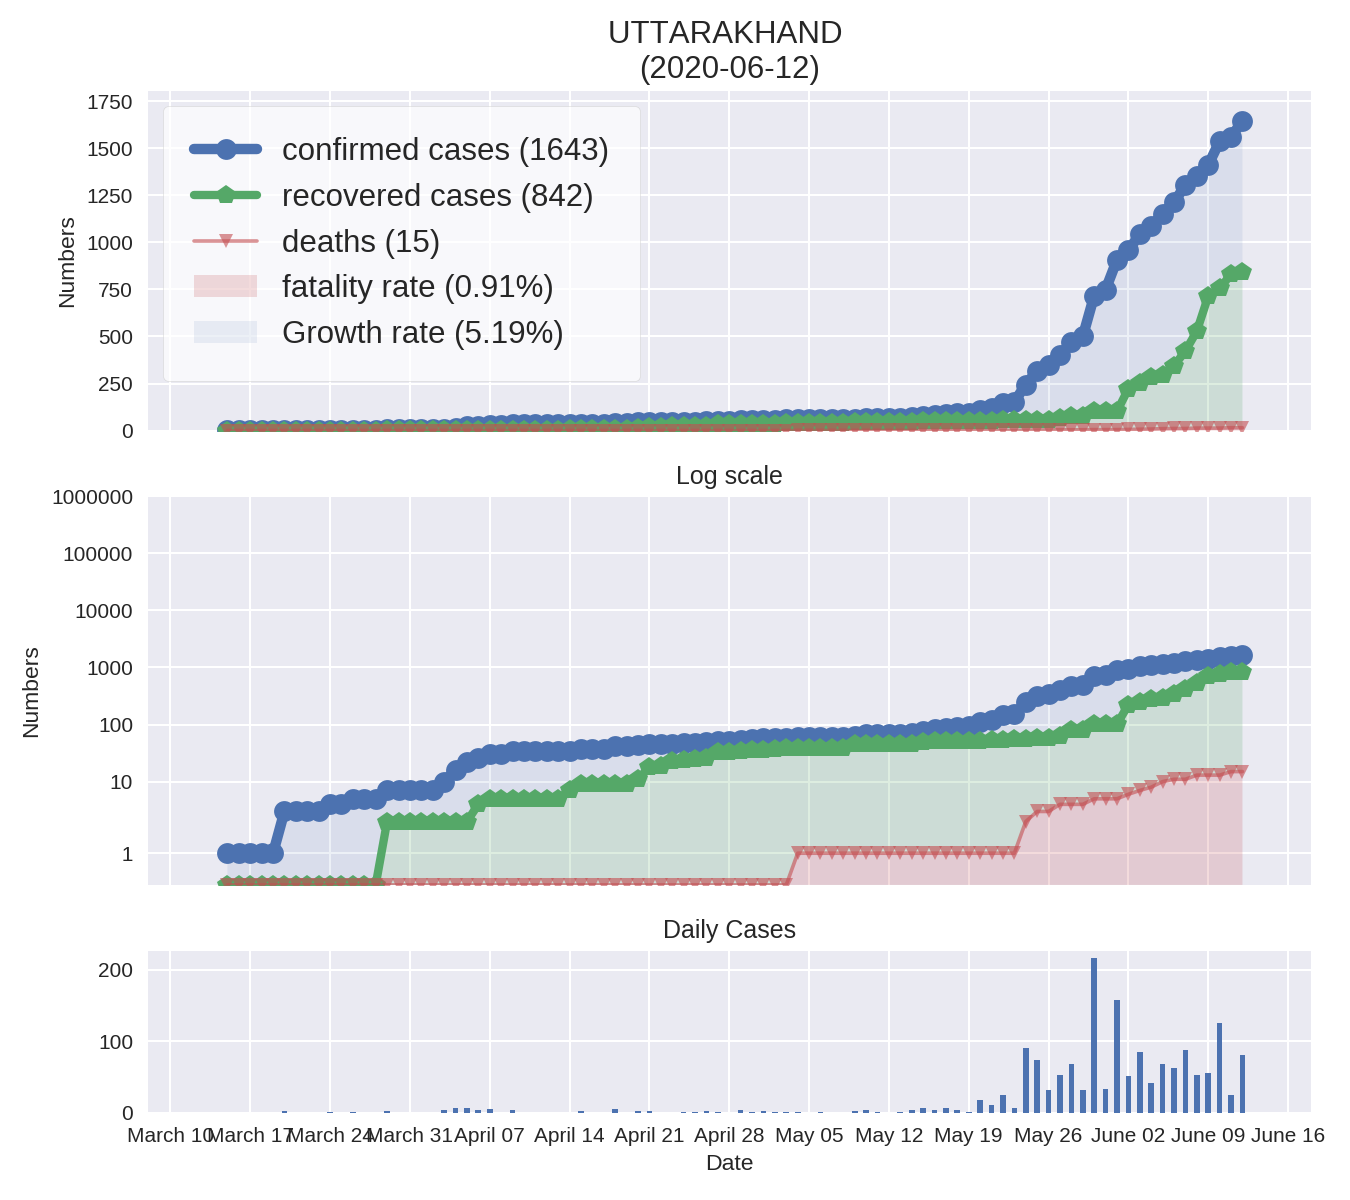 UTTARAKHAND
(2020-06-12)
1750
1500
1250
1000
750
500
250
0
Numbers
confirmed cases (1643)
recovered cases (842)
deaths (15)
fatality rate (0.91%)
Growth rate (5.19%)
Log scale
1000000
100000
10000
1000
100
10
1
Numbers
Daily Cases
200
100
0
March 10 March 17 March 24 March 31 April 07 April 14 April 21 April 28 May 05 May 12 May 19 May 26 June 02 June 09 June 16
Date